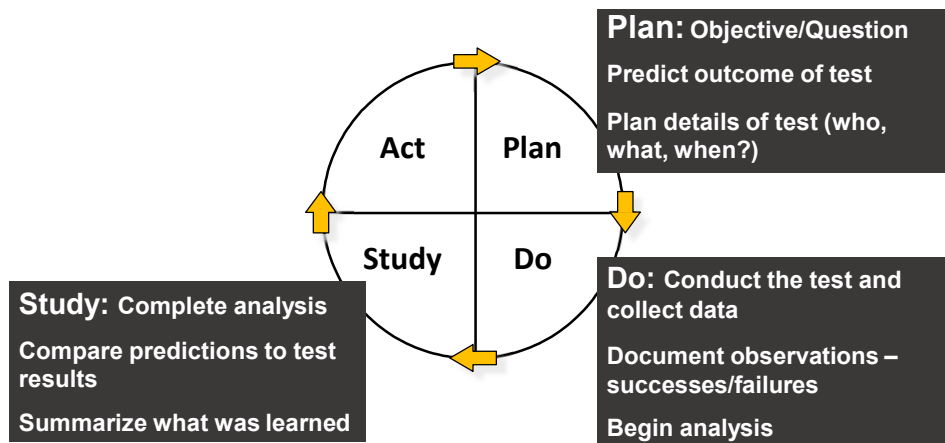 Plan: Objective/Question
Predict outcome of test
Plan details of test (who,
what, when?)
Act
Plan
Study
Do
Study: Complete analysis
Compare predictions to test
results
Summarize what was learned
Do: Conduct the test and
collect data
Document observations –
successes/failures
Begin analysis